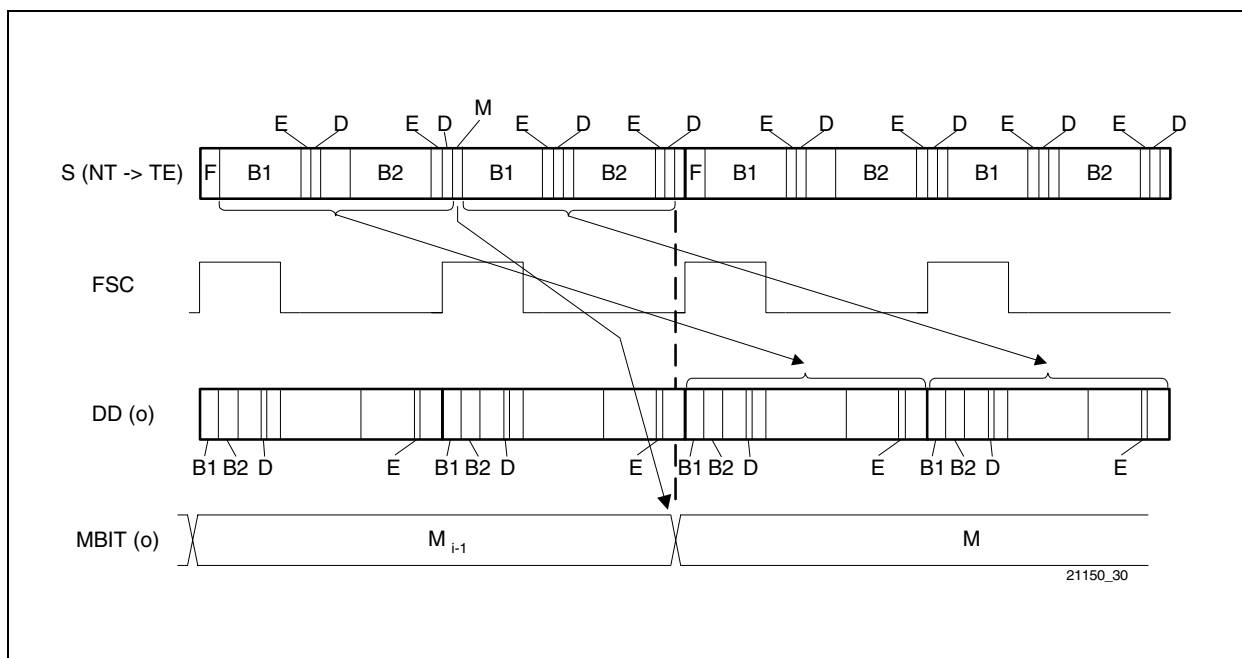 M
E D E D E D E D E D E D E D E D
S (NT -> TE) F B1 B2 B1 B2 F B1 B2 B1 B2
FSC
DD (o)
B1 B2 D E B1 B2 D E B1 B2 D E B1 B2 D E
MBIT (o) M i-1 M
21150_30